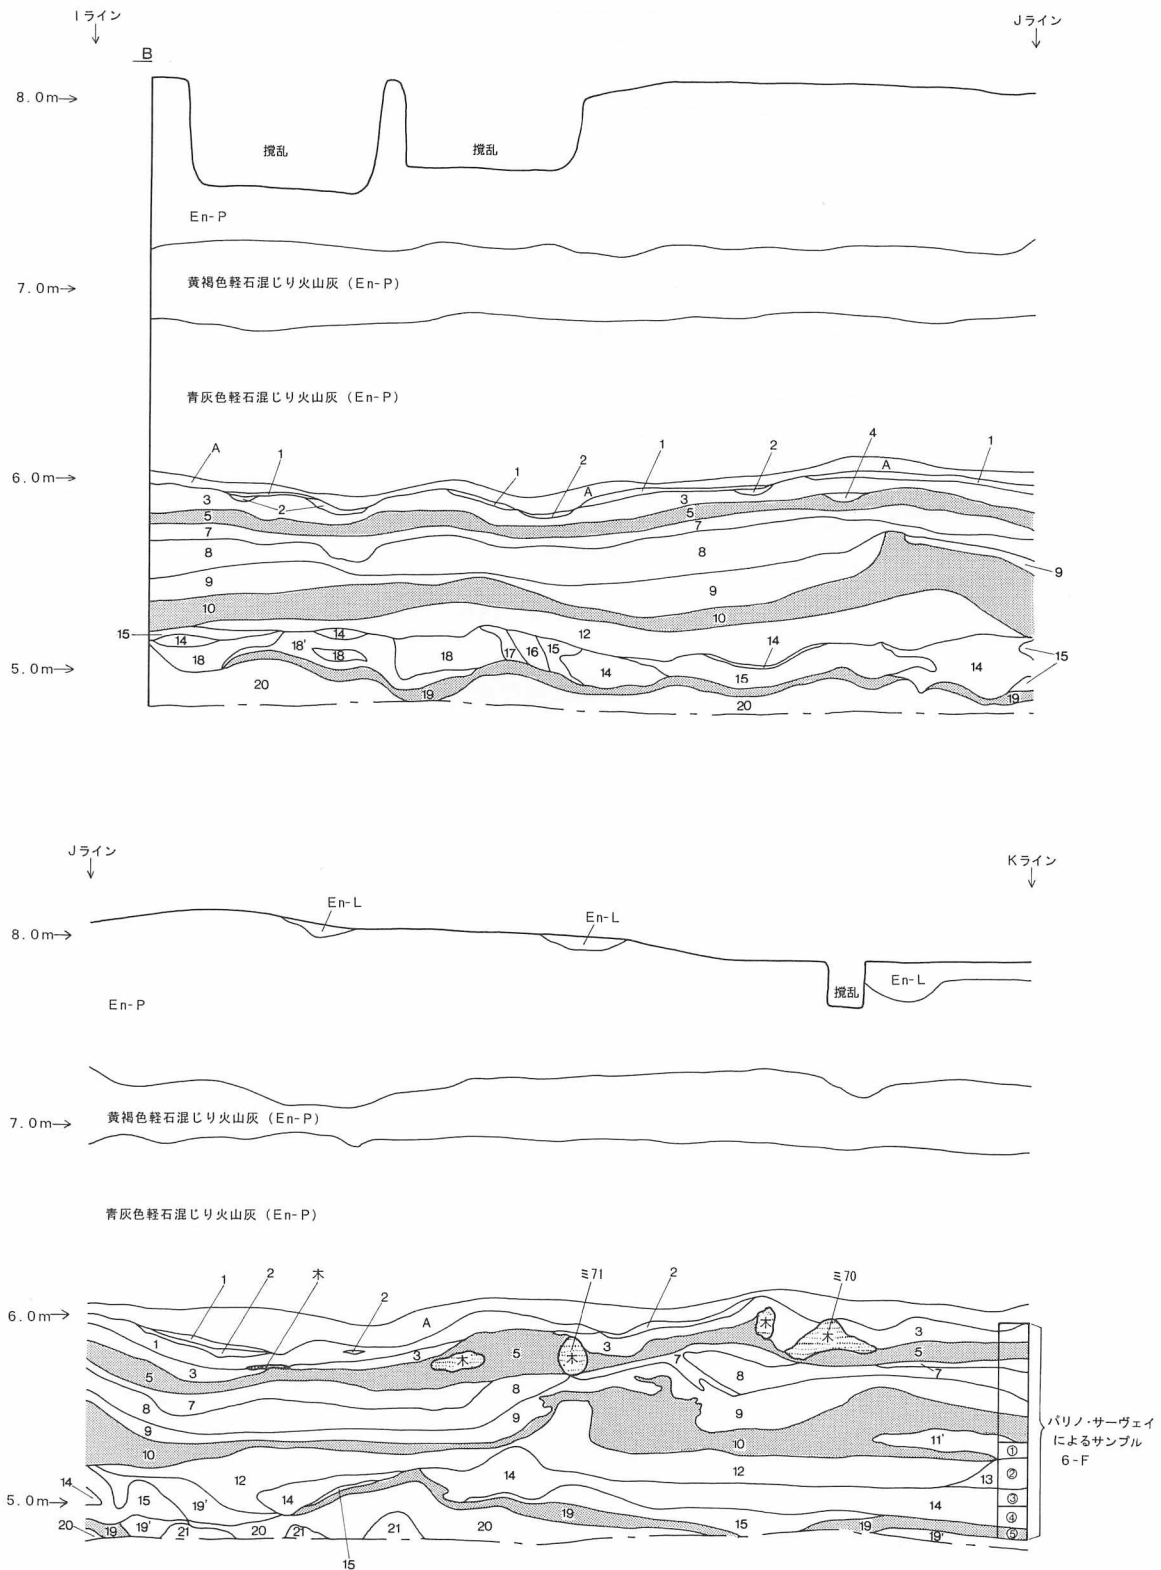 Iライン
Jライン
B
8.0m→
撹乱
撹乱
En-P
7.0m→
黄褐色軽石混じり火山灰 (En-P)
青灰色軽石混じり火山灰 (En-P)
A 1 1 2 1 2 4 1
6.0m→
A A
3 2 3
5 5
7 7
8 8
9 9 9
10 10
12
15 14 18' 14 17 16 15 14
18 18 18 14 15 14 15
5.0m→
20 19 20 19
Jライン
Kライン
En-L
En-L
8.0m→
撹乱
En-L
En-P
7.0m→
黄褐色軽石混じり火山灰 (En-P)
青灰色軽石混じり火山灰 (En-P)
1 2 木 2 ミ71 2 ミ70
6.0m→
A
1 3 3 木 5 木 3 木 木 3
5 5
7 7 7
8 8 8
9 9 9
10 10 11' ①
12 14 12 13 ②
14 15 19' 14 14 ③
5.0m→
④
20 19 19' 21 20 21 21 20 19 15 19 19' ⑤
15
パリノ・サーヴェイ
によるサンプル
6-F